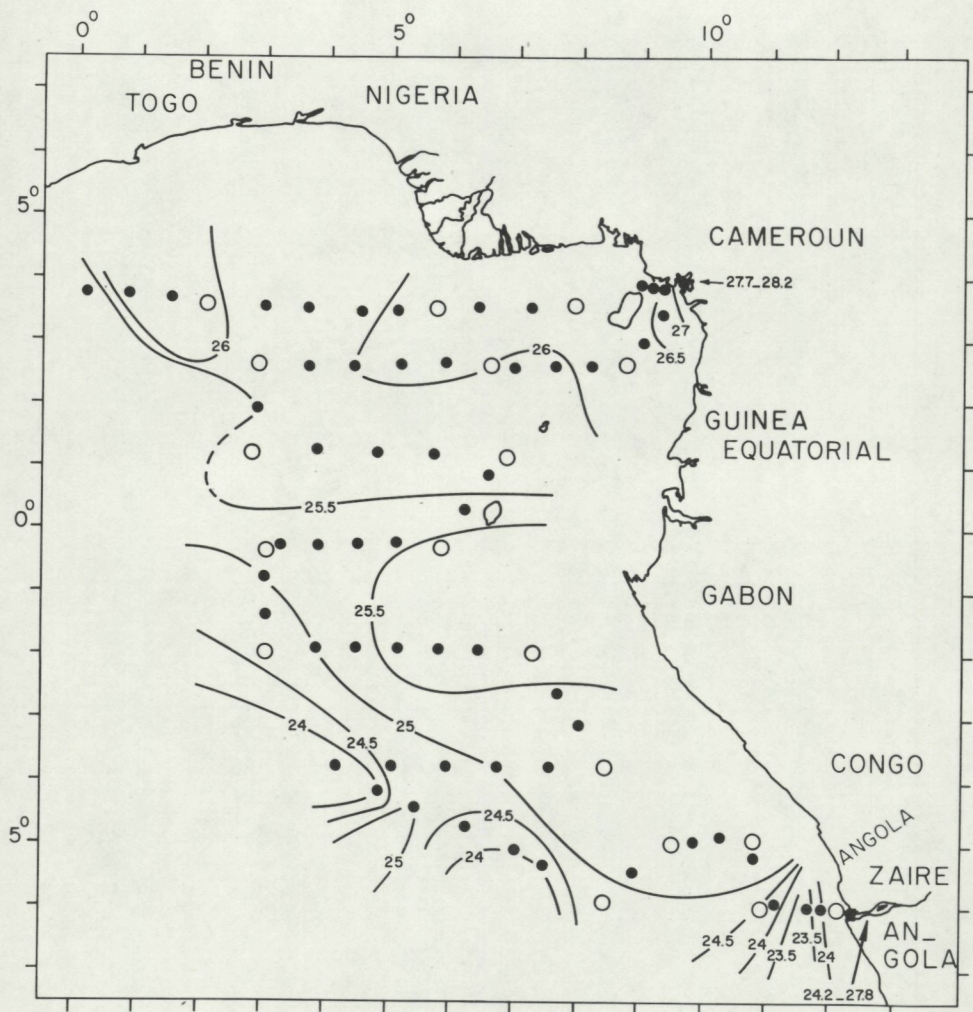 0° 5° 10°
BENIN
TOGO
NIGERIA
5°
CAMEROUN
27.7_28.2
27
26
26
26.5
GUINEA
EQUATORIAL
25.5
0°
GABON
25.5
24
25
24.5
CONGO
24.5
5°
24
25
ANGOLA
ZAIRE
AN_
GOLA
24.5
24
23.5
23.5
24
24.2_27.8